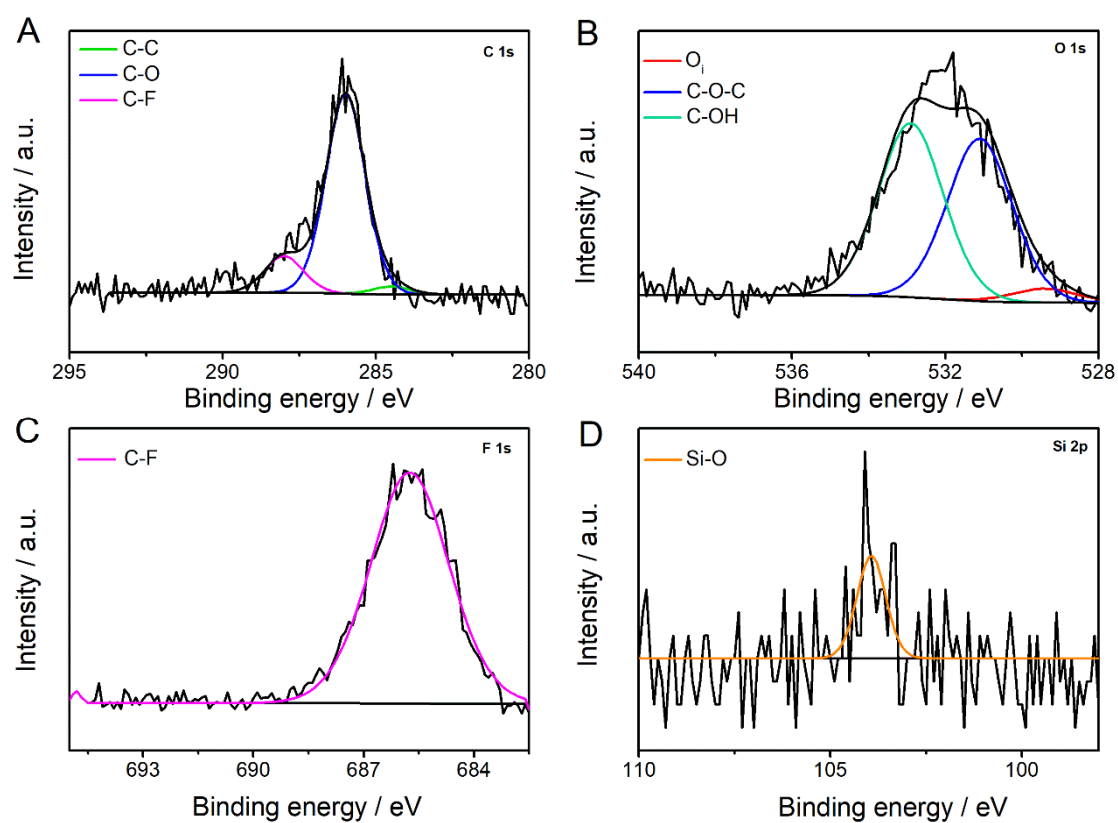 A
C 1s
C-C
C-O
C-F
Intensity / a.u.
295
290
285
280
Binding energy / eV
B
O 1s
Oi
C-O-C
C-OH
Intensity / a.u.
540
536
532
528
Binding energy / eV
C
F 1s
C-F
Intensity / a.u.
693
690
687
684
Binding energy / eV
D
Si 2p
Si-O
Intensity / a.u.
110
105
100
Binding energy / eV